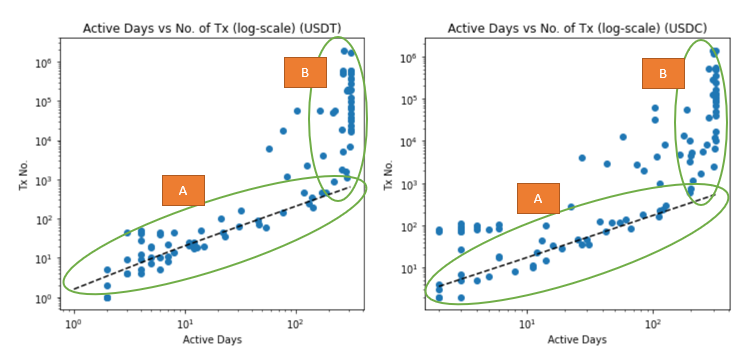 Active Days vs No. of Tx (log-scale) (USDT)
Tx No.
10⁶
10⁵
10⁴
10³
10²
10¹
10⁰
B
A
10⁰ 10¹ 10²
Active Days
Active Days vs No. of Tx (log-scale) (USDC)
Tx No.
10⁶
10⁵
10⁴
10³
10²
10¹
B
A
10¹ 10²
Active Days